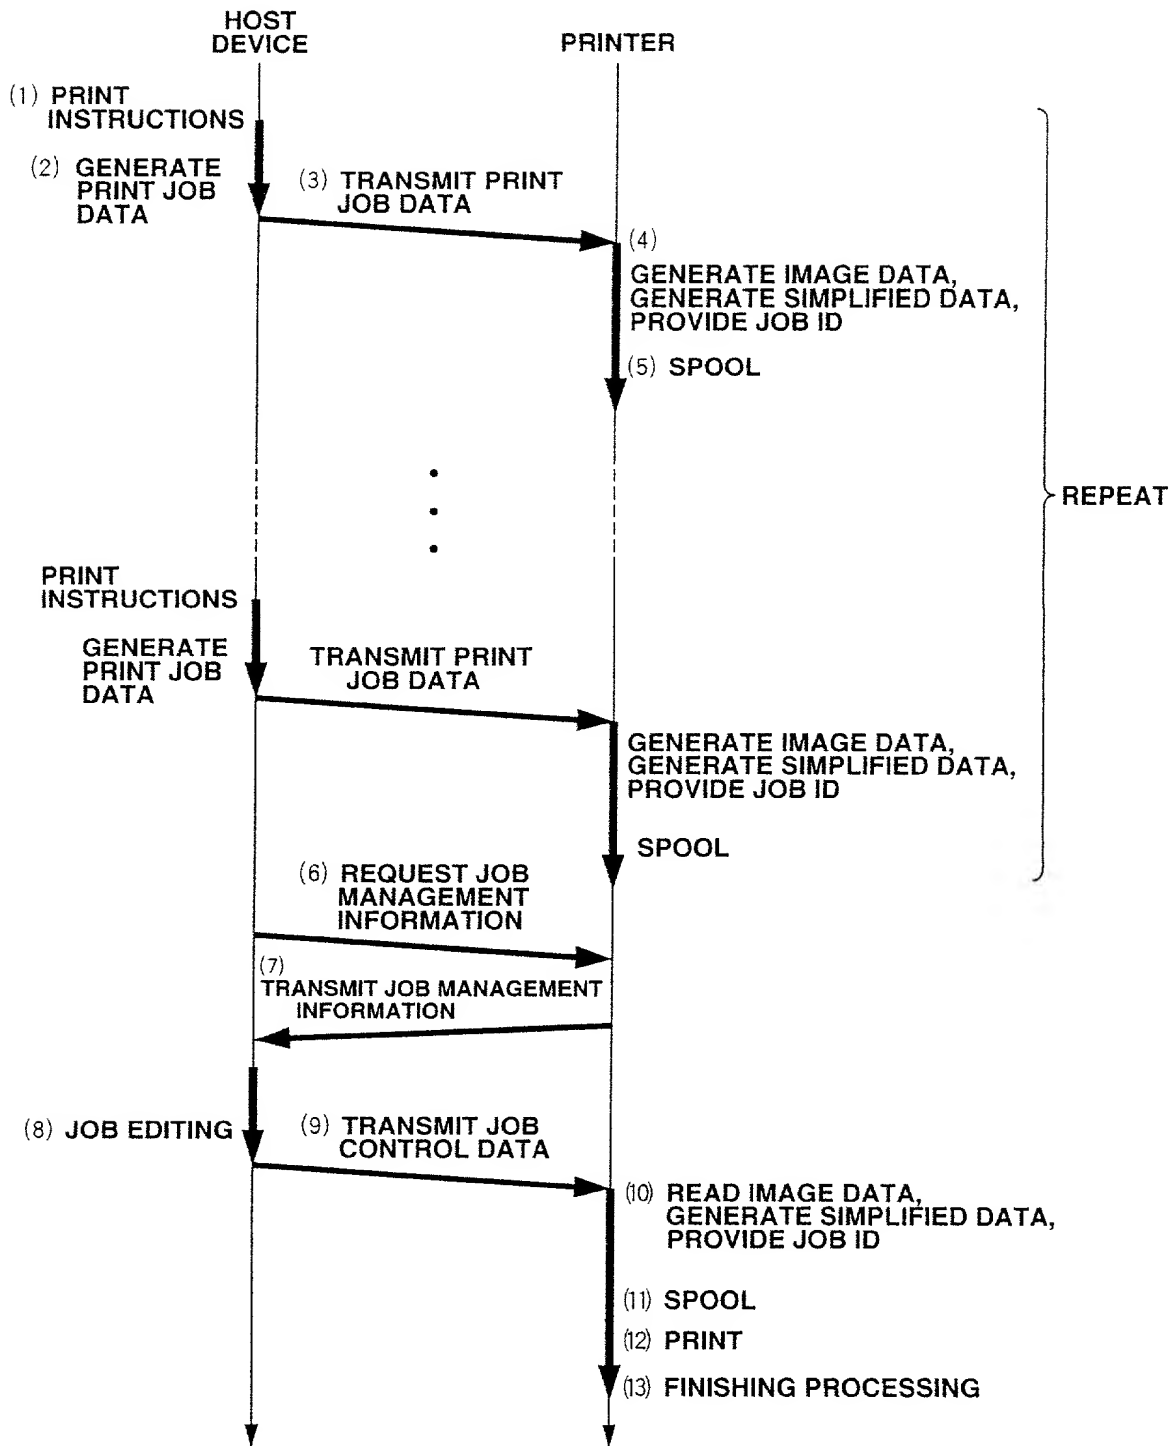 HOST
DEVICE
PRINTER
(1) PRINT
INSTRUCTIONS
(2) GENERATE
PRINT JOB
DATA
(3) TRANSMIT PRINT
JOB DATA
(4)
GENERATE IMAGE DATA,
GENERATE SIMPLIFIED DATA,
PROVIDE JOB ID
(5) SPOOL
REPEAT
PRINT
INSTRUCTIONS
GENERATE
PRINT JOB
DATA
TRANSMIT PRINT
JOB DATA
GENERATE IMAGE DATA,
GENERATE SIMPLIFIED DATA,
PROVIDE JOB ID
SPOOL
(6) REQUEST JOB
MANAGEMENT
INFORMATION
(7)
TRANSMIT JOB MANAGEMENT
INFORMATION
(8) JOB EDITING
(9) TRANSMIT JOB
CONTROL DATA
(10) READ IMAGE DATA,
GENERATE SIMPLIFIED DATA,
PROVIDE JOB ID
(11) SPOOL
(12) PRINT
(13) FINISHING PROCESSING